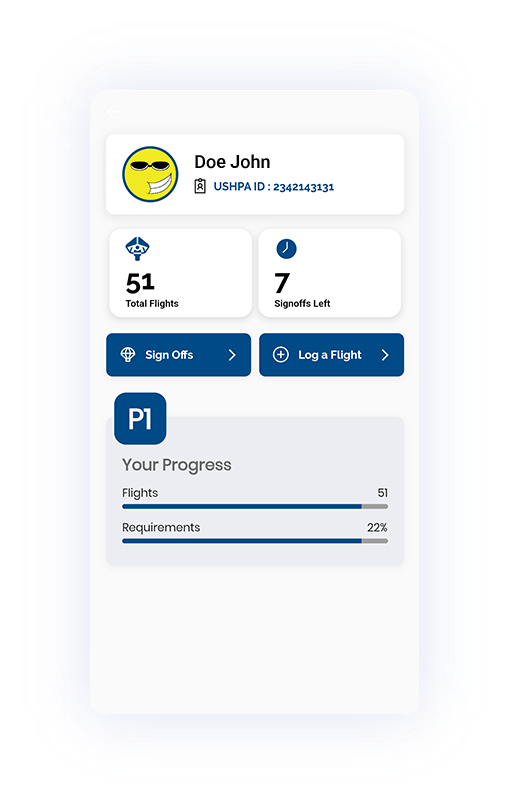 Doe John
USHPA ID : 2342143131
51
Total Flights
7
Signoffs Left
Sign Offs
Log a Flight
P1
Your Progress
Flights 51
Requirements 22%